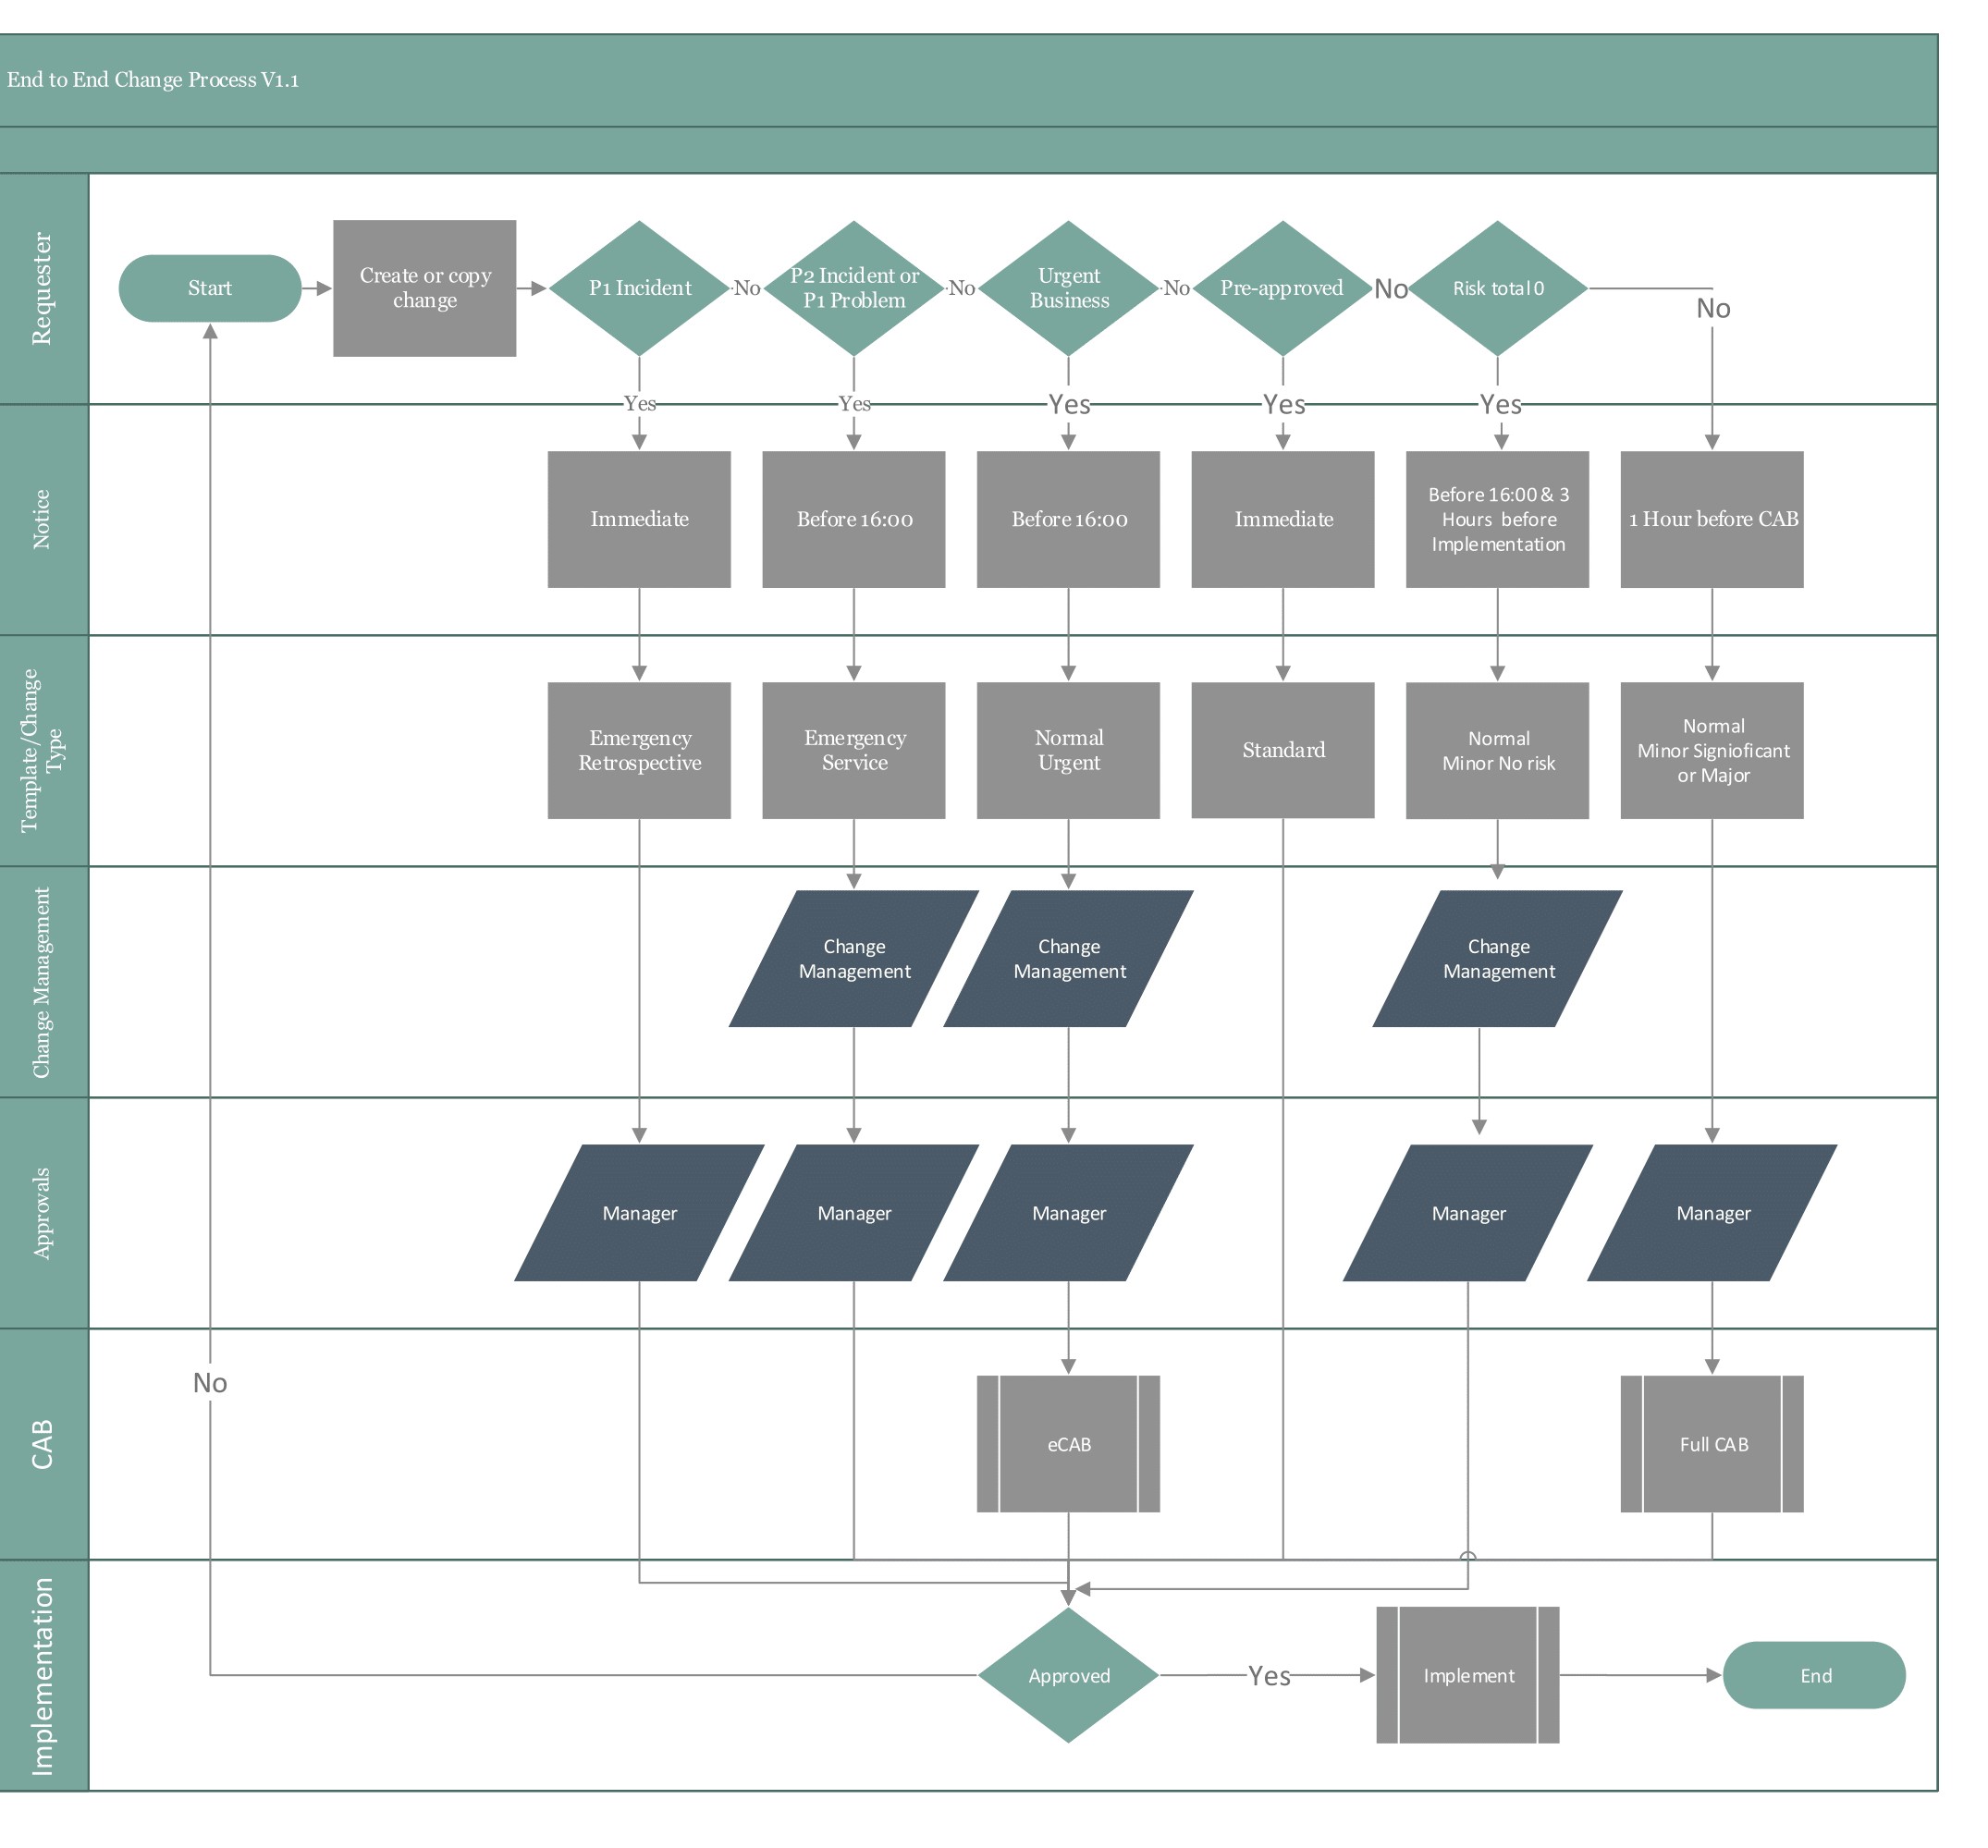 End to End Change Process V1.1
Requester
Start
Create or copy
change
P1 Incident
No
P2 Incident or
P1 Problem
No
Urgent
Business
No
Pre-approved
No
Risk total 0
No
Yes
Yes
Yes
Yes
Yes
Notice
Immediate
Before 16:00
Before 16:00
Immediate
Before 16:00 & 3
Hours before
Implementation
1 Hour before CAB
Template/Change
Type
Emergency
Retrospective
Emergency
Service
Normal
Urgent
Standard
Normal
Minor No risk
Normal
Minor Signioficant
or Major
Change Management
Change
Management
Change
Management
Change
Management
Approvals
Manager
Manager
Manager
Manager
Manager
CAB
No
eCAB
Full CAB
Implementation
Approved
Yes
Implement
End